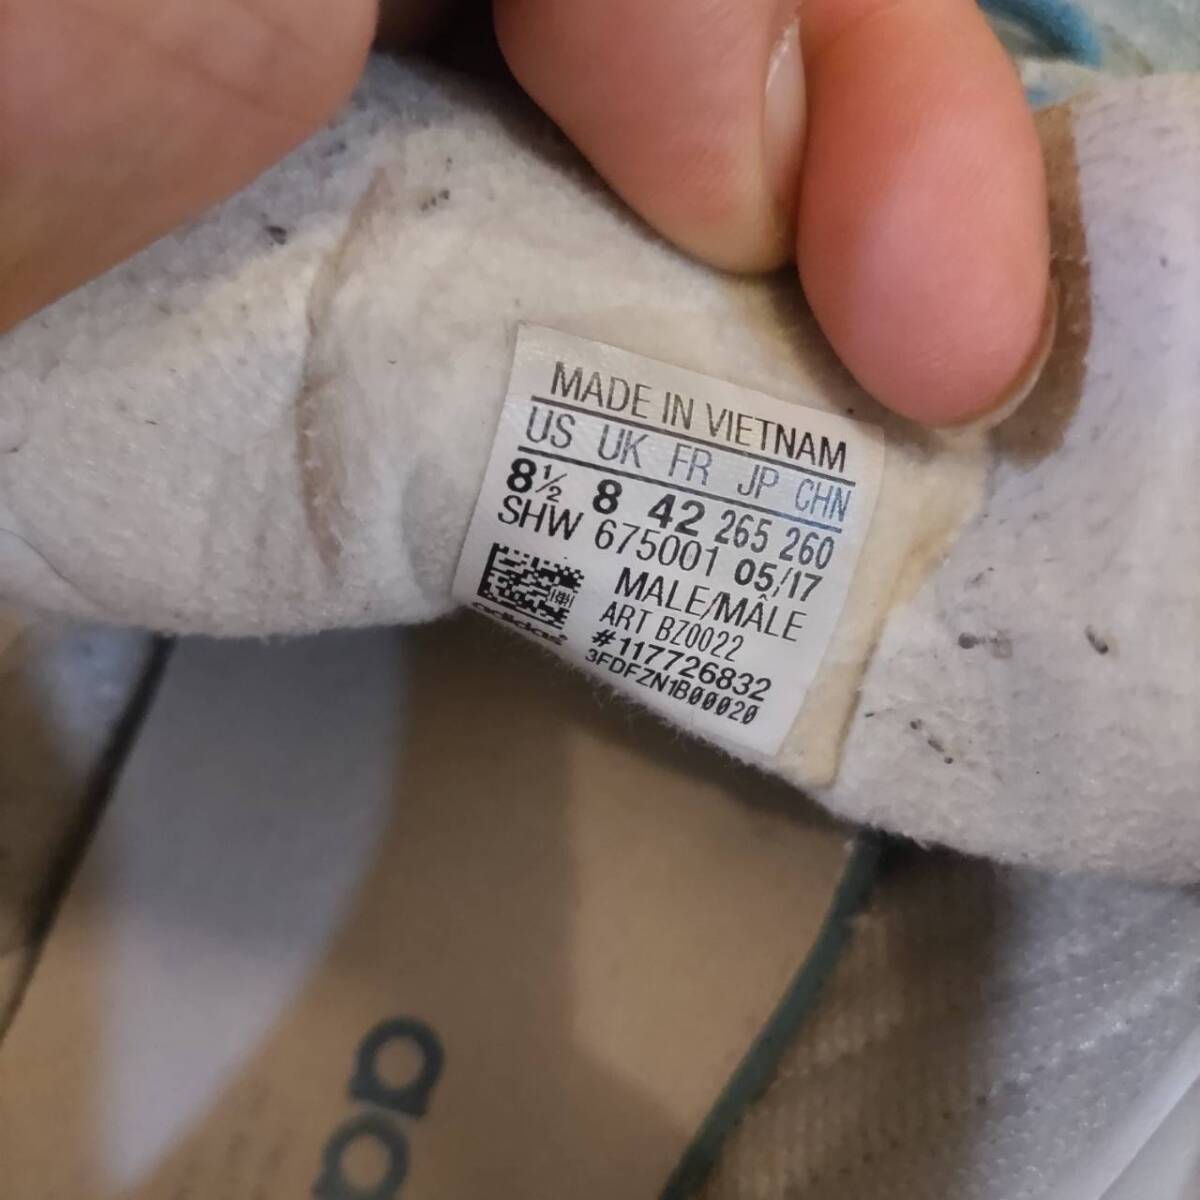 MADE IN VIETNAM
US UK FR JP CHN
8½ 8 42 265 260
SHW 675001 05/17
MALE/MÂLE
ART BZ0022
#117726832
3FDFZN1B00020
adidas